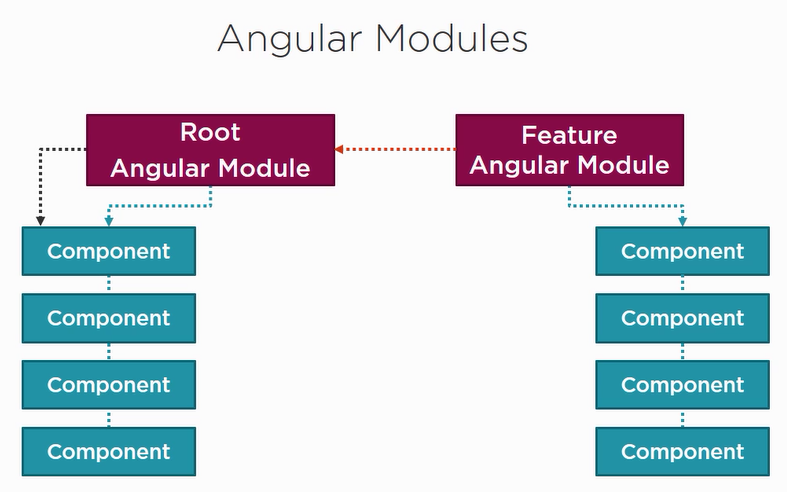 Angular Modules
Root
Angular Module
Feature
Angular Module
Component
Component
Component
Component
Component
Component
Component
Component